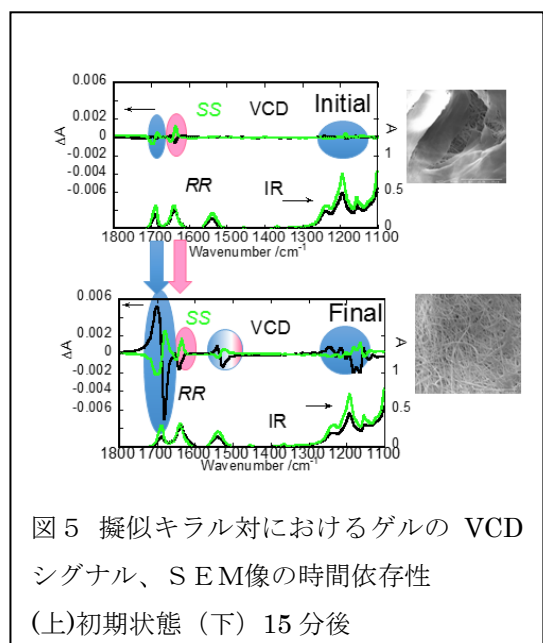 0.006
0.004
0.002
0
-0.002
-0.004
-0.006
ΔA
SS VCD Initial
A
1
0.5
0
RR IR
1800 1700 1600 1500 1400 1300 1200 1100
Wavenumber /cm-1
0.006
0.004
0.002
0
-0.002
-0.004
-0.006
ΔA
SS VCD Final
A
1
0.5
0
RR
IR
1800 1700 1600 1500 1400 1300 1200 1100
Wavenumber /cm-1
図５ 擬似キラル対におけるゲルの VCD
シグナル、ＳＥＭ像の時間依存性
(上)初期状態（下）15 分後